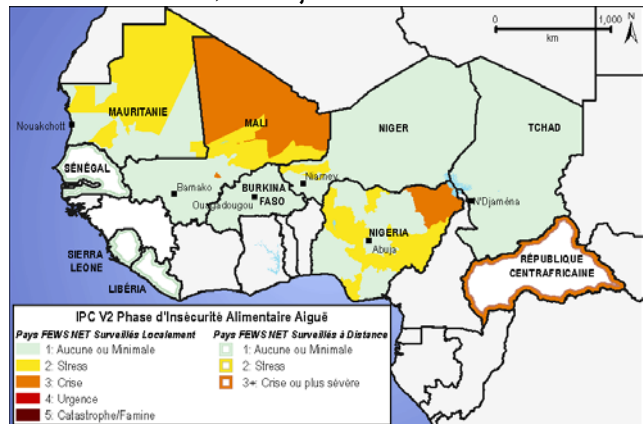 0
1,000
km
N
MAURITANIE
Nouakchott
MALI
NIGER
TCHAD
SÉNÉGAL
Bamako
BURKINA
FASO
Ouagadougou
Niamey
N'Djaména
NIGÉRIA
Abuja
SIERRA
LEONE
LIBÉRIA
RÉPUBLIQUE
CENTRAFRICAINE
IPC V2 Phase d'Insécurité Alimentaire Aiguë
Pays FEWS NET Surveillés Localement
1: Aucune ou Minimale
2: Stress
3: Crise
4: Urgence
5: Catastrophe/Famine
Pays FEWS NET Surveillés à Distance
1: Aucune ou Minimale
2: Stress
3+: Crise ou plus sévère